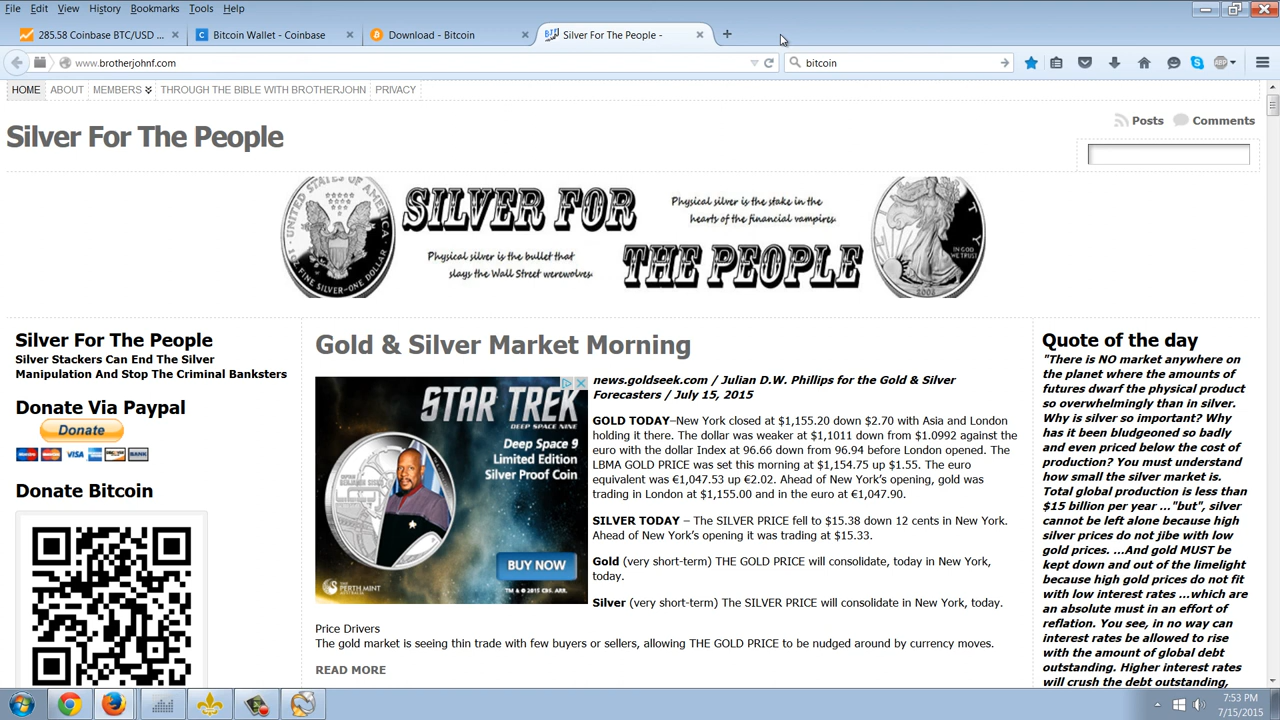 File Edit View History Bookmarks Tools Help
285.58 Coinbase BTC/USD ... Bitcoin Wallet - Coinbase Download - Bitcoin Silver For The People -
www.brotherjohnf.com bitcoin
HOME ABOUT MEMBERS THROUGH THE BIBLE WITH BROTHERJOHN PRIVACY
Silver For The People
Posts Comments
UNITED STATES OF AMERICA
SILVER FOR
Physical silver is the stake in the
hearts of the financial vampires.
Physical silver is the bullet that
slays the Wall Street werewolves.
THE PEOPLE
Silver For The People
Silver Stackers Can End The Silver
Manipulation And Stop The Criminal Banksters
Donate Via Paypal
Donate
VISA
Donate Bitcoin
Gold & Silver Market Morning
STAR TREK
DEEP SPACE NINE
Deep Space 9
Limited Edition
Silver Proof Coin
BUY NOW
THE PERTH MINT
AUSTRALIA
TM & © 2015 CBS. ARR.
news.goldseek.com / Julian D.W. Phillips for the Gold & Silver
Forecasters / July 15, 2015
GOLD TODAY–New York closed at $1,155.20 down $2.70 with Asia and London
holding it there. The dollar was weaker at $1,1011 down from $1.0992 against the
euro with the dollar Index at 96.66 down from 96.94 before London opened. The
LBMA GOLD PRICE was set this morning at $1,154.75 up $1.55. The euro
equivalent was €1,047.53 up €2.02. Ahead of New York's opening, gold was
trading in London at $1,155.00 and in the euro at €1,047.90.
SILVER TODAY – The SILVER PRICE fell to $15.38 down 12 cents in New York.
Ahead of New York's opening it was trading at $15.33.
Gold (very short-term) THE GOLD PRICE will consolidate, today in New York,
today.
Silver (very short-term) The SILVER PRICE will consolidate in New York, today.
Price Drivers
The gold market is seeing thin trade with few buyers or sellers, allowing THE GOLD PRICE to be nudged around by currency moves.
READ MORE
Quote of the day
"There is NO market anywhere on
the planet where the amounts of
futures dwarf the physical product
so overwhelmingly than in silver.
Why is silver so important? Why
has it been bludgeoned so badly
and even priced below the cost of
production? You must understand
how small the silver market is.
Total global production is less than
$15 billion per year ..."but", silver
cannot be left alone because high
silver prices do not jibe with low
gold prices. ...And gold MUST be
kept down and out of the limelight
because high gold prices do not fit
with low interest rates ...which are
an absolute must in an effort of
reflation. You see, in no way can
interest rates be allowed to rise
with the amount of global debt
outstanding. Higher interest rates
will crush the debt outstanding,
7:53 PM
7/15/2015